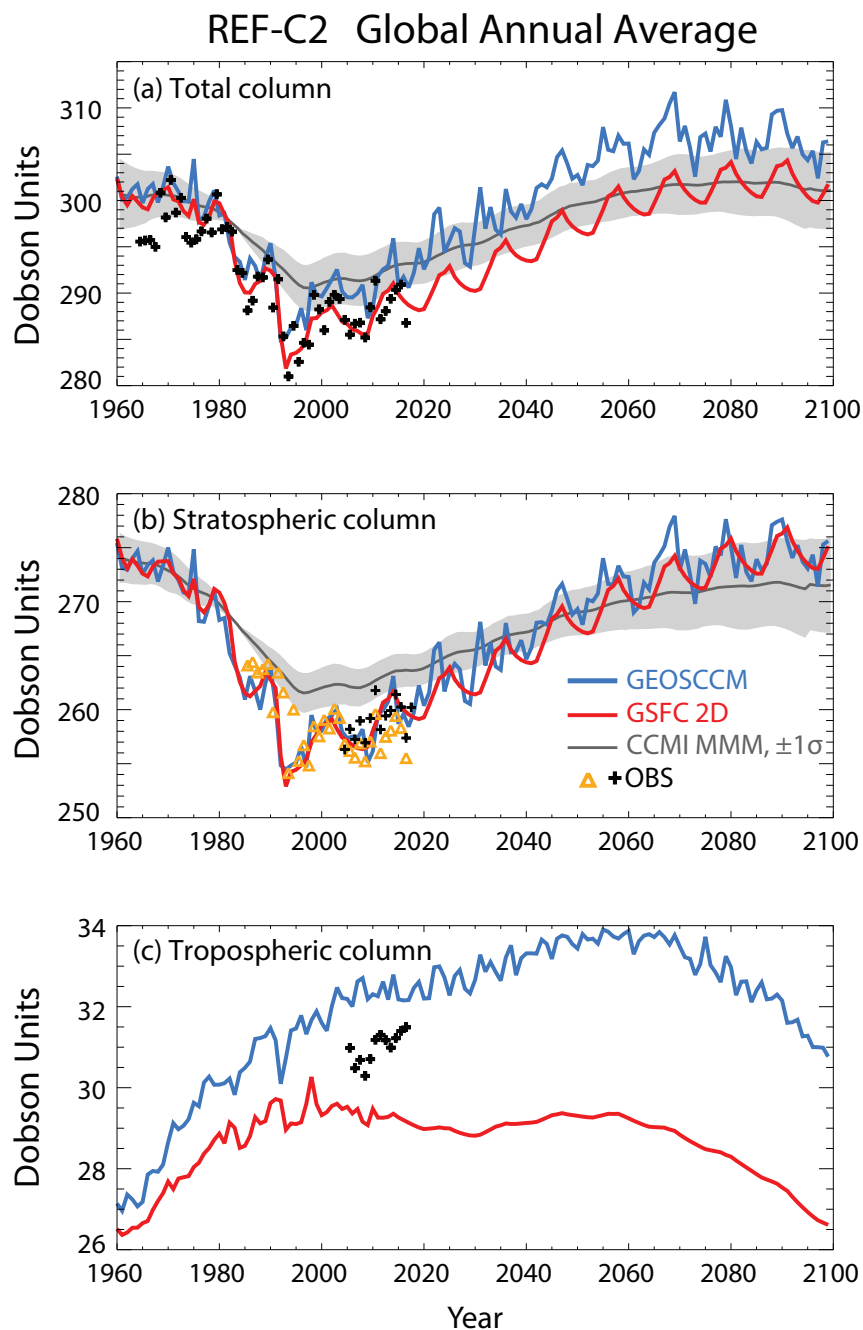 REF-C2 Global Annual Average
(a) Total column
Dobson Units
310
300
290
280
1960 1980 2000 2020 2040 2060 2080 2100
(b) Stratospheric column
Dobson Units
280
270
260
250
GEOSCCM
GSFC 2D
CCMI MMM, ±1σ
OBS
1960 1980 2000 2020 2040 2060 2080 2100
(c) Tropospheric column
Dobson Units
34
32
30
28
26
1960 1980 2000 2020 2040 2060 2080 2100
Year